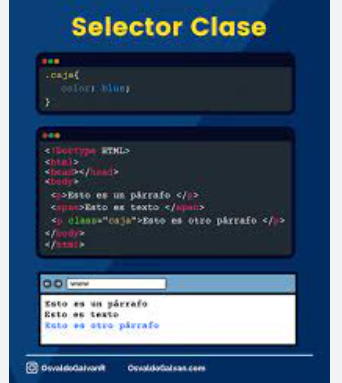 Selector Clase
.caja{
color: blue;
}
<!Doctype HTML>
<html>
<head></head>
<body>
<p>Esto es un párrafo </p>
<span>Esto es texto </span>
<p class="caja">Esto es otro párrafo </p>
</body>
</html>
www
Esto es un párrafo
Esto es texto
Esto es otro párrafo
OsvaldoGalvanR OsvaldoGalvan.com